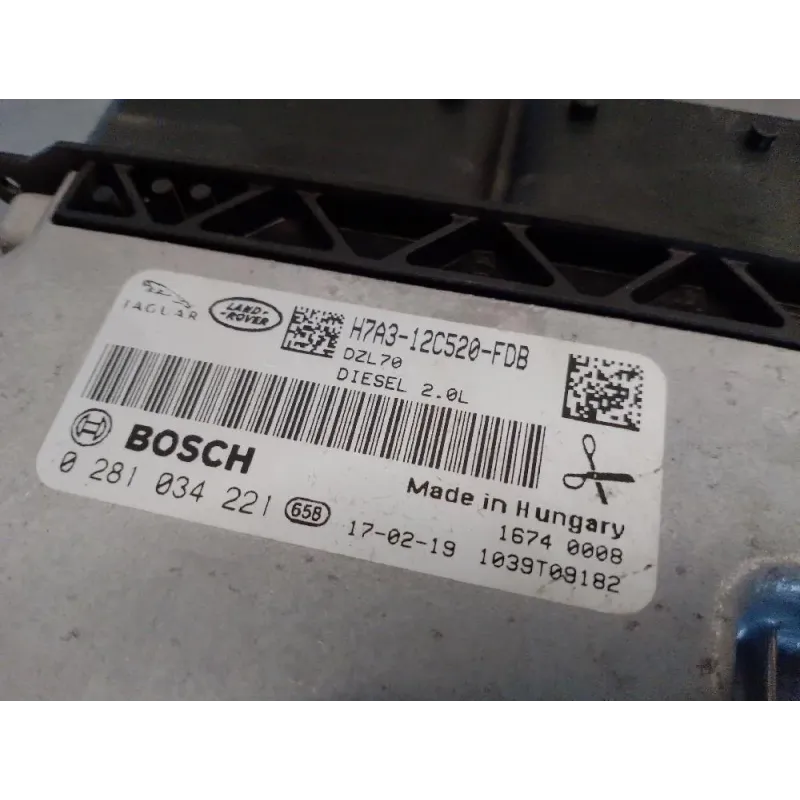 JAGUAR
LAND-
-ROVER
H7A3-12C520-FDB
DZL70
DIESEL 2.0L
BOSCH
0 281 034 221 658
Made in Hungary
1674 0008
17-02-19 1039T09182